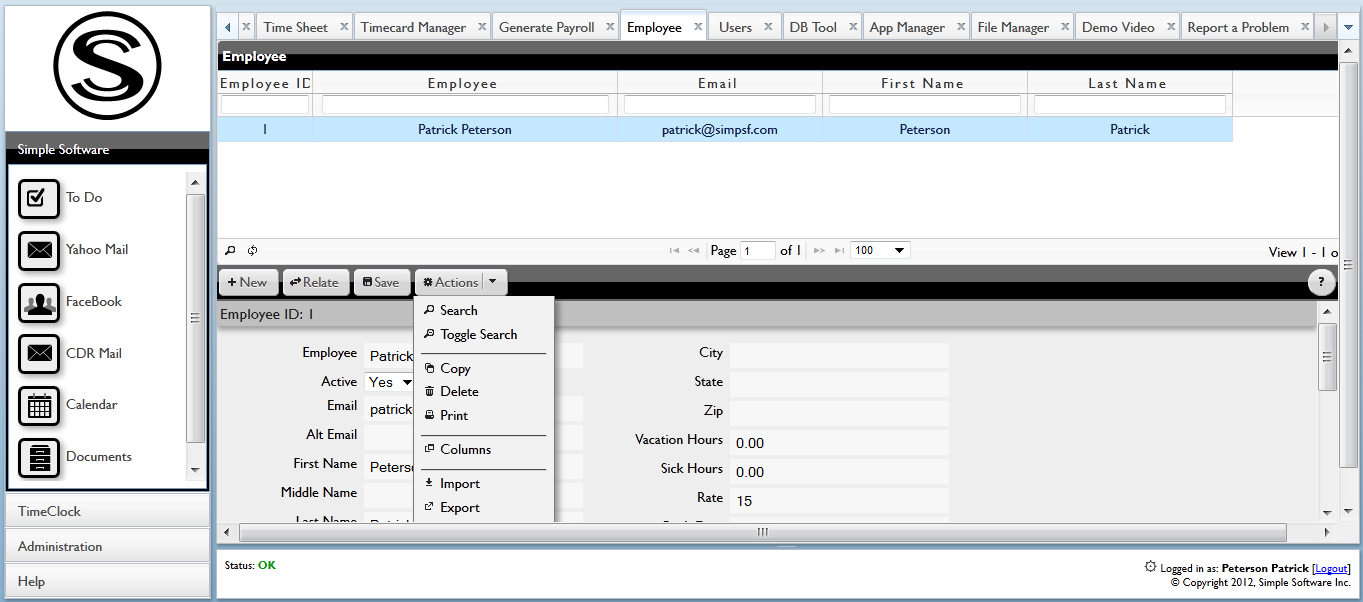 Time Sheet Timecard Manager Generate Payroll Employee Users DB Tool App Manager File Manager Demo Video Report a Problem
Employee
Employee ID Employee Email First Name Last Name
1 Patrick Peterson patrick@simpsf.com Peterson Patrick
Simple Software
To Do
Yahoo Mail
FaceBook
CDR Mail
Calendar
Documents
TimeClock
Administration
Help
Page 1 of 1 100 View 1 - 1 o
+ New Relate Save Actions ?
Search
Toggle Search
Copy
Delete
Print
Columns
Import
Export
Employee ID: 1
Employee Patrick
Active Yes
Email patrick
Alt Email
First Name Peters
Middle Name
Last Name
City
State
Zip
Vacation Hours 0.00
Sick Hours 0.00
Rate 15
Status: OK
Logged in as: Peterson Patrick [Logout]
© Copyright 2012, Simple Software Inc.